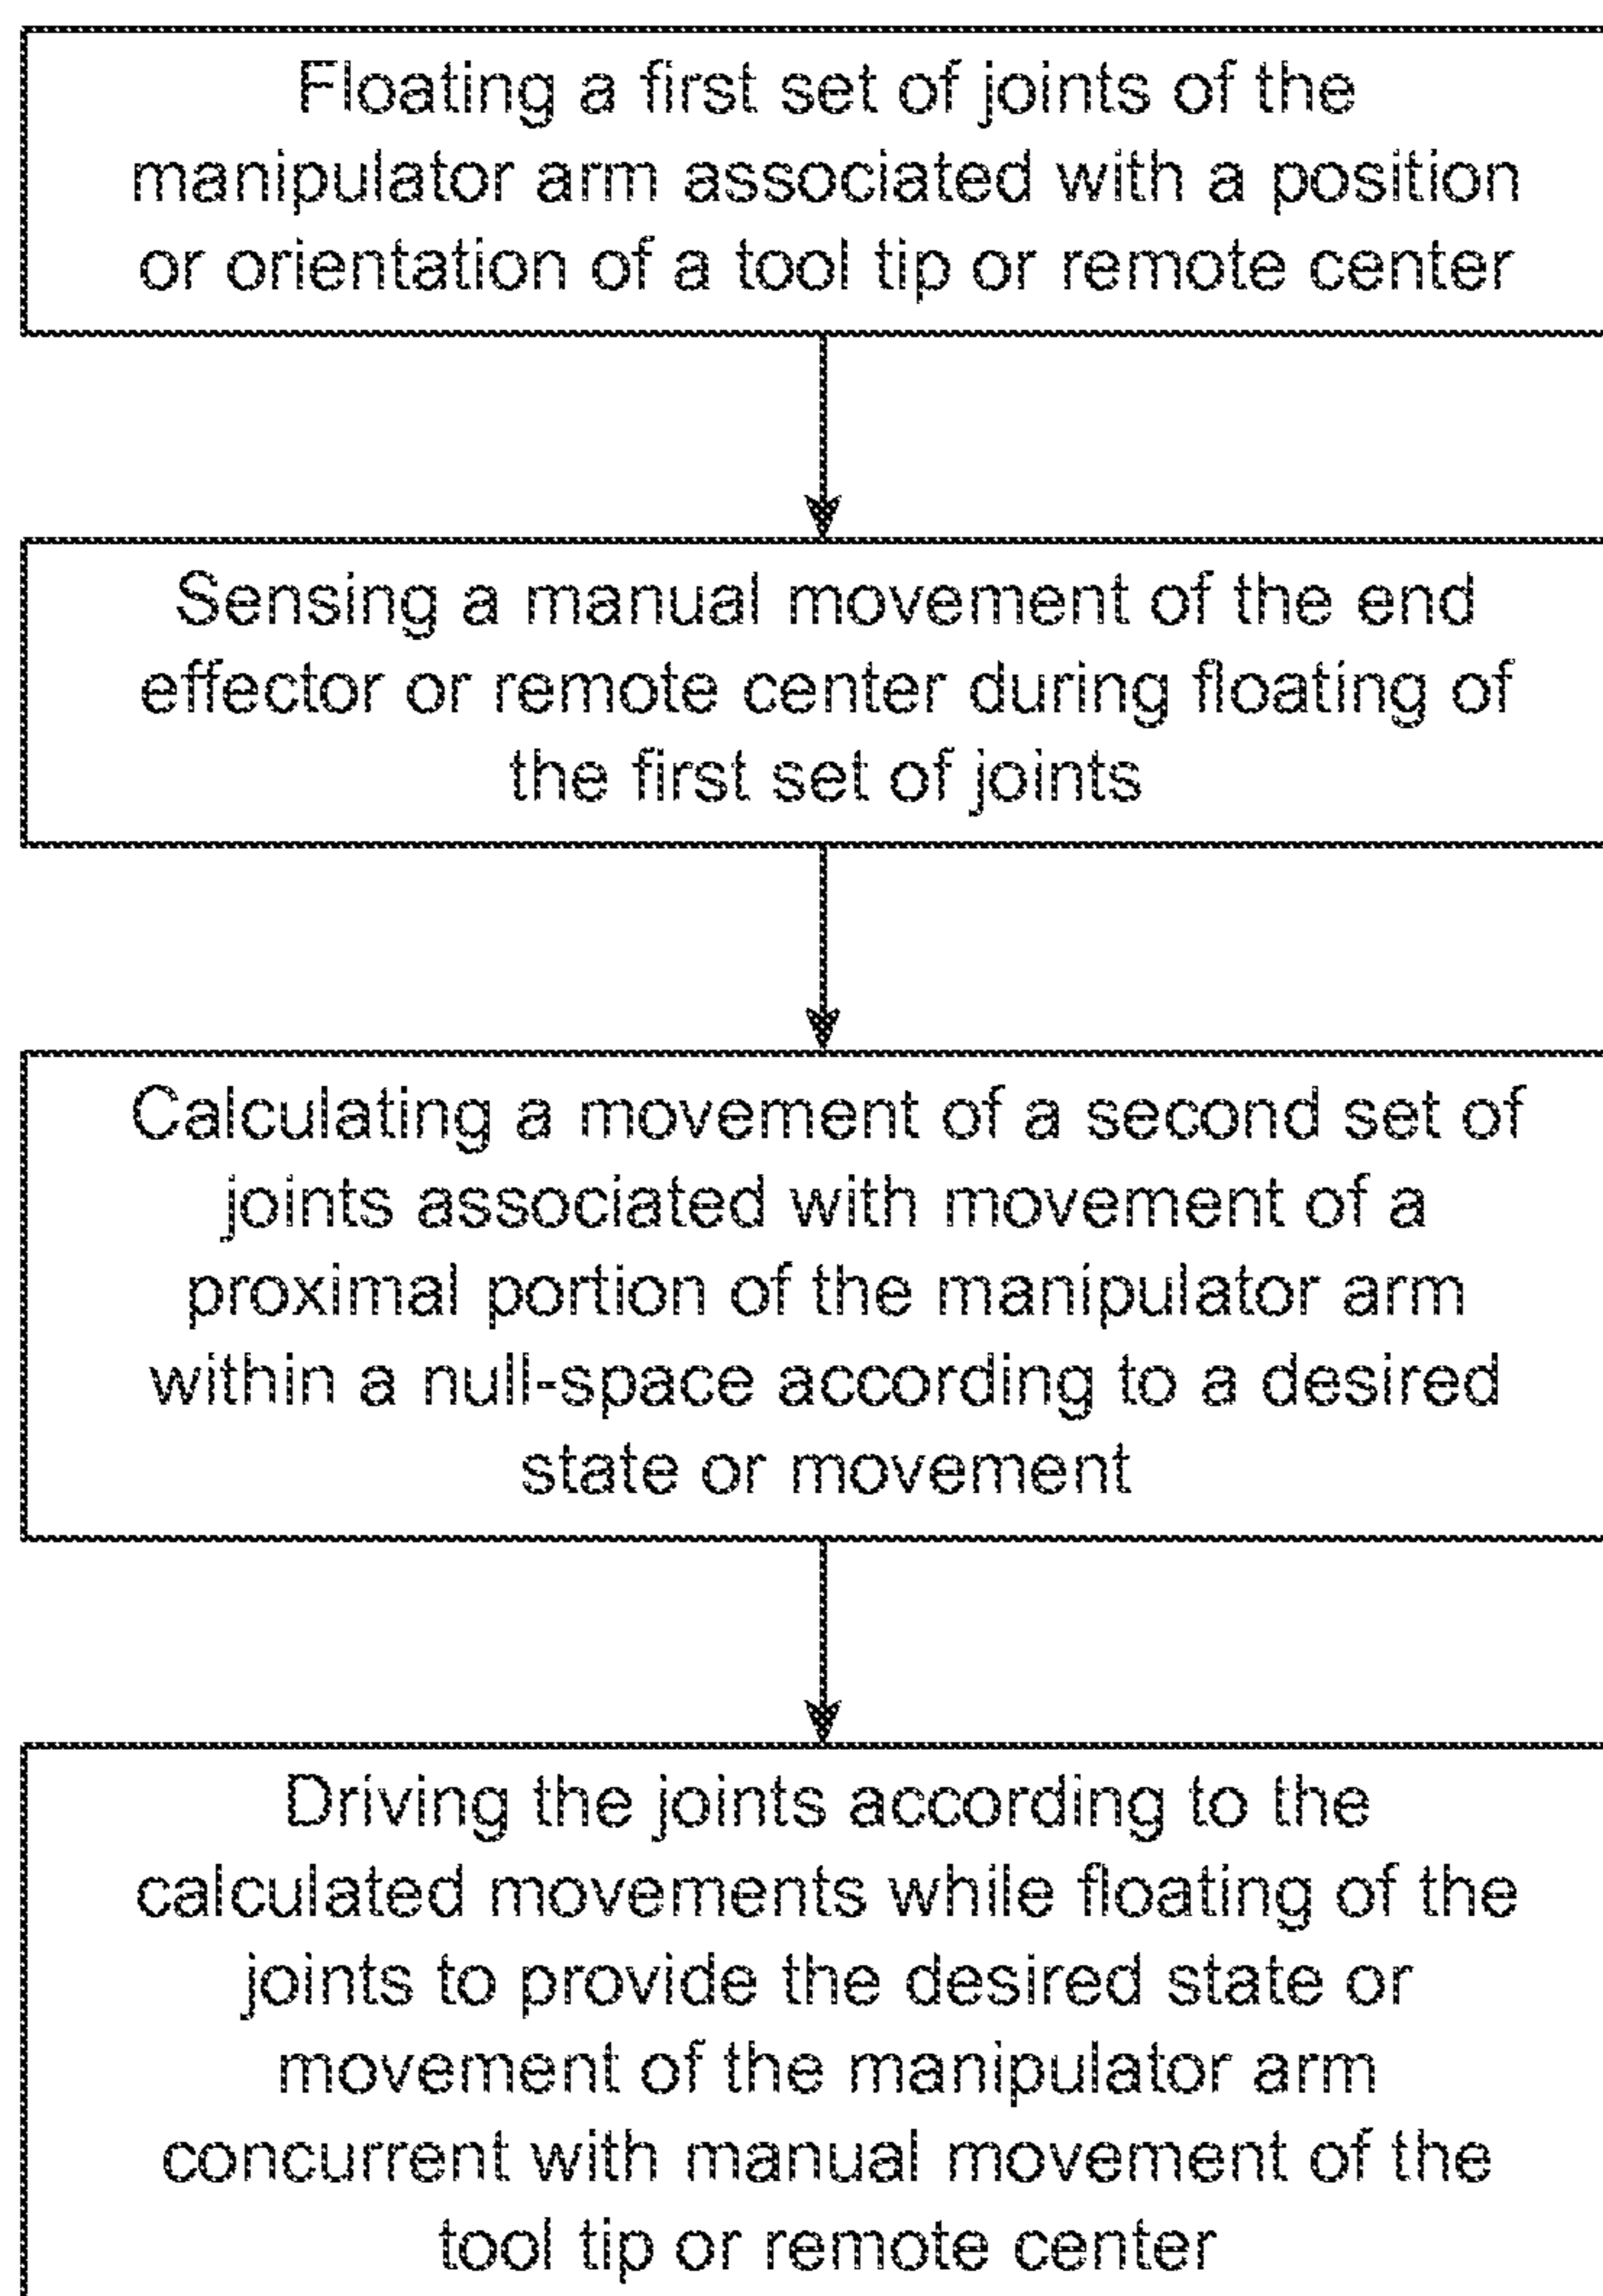 Floating a first set of joints of the
manipulator arm associated with a position
or orientation of a tool tip or remote center
Sensing a manual movement of the end
effector or remote center during floating of
the first set of joints
Calculating a movement of a second set of
joints associated with movement of a
proximal portion of the manipulator arm
within a null-space according to a desired
state or movement
Driving the joints according to the
calculated movements while floating of the
joints to provide the desired state or
movement of the manipulator arm
concurrent with manual movement of the
tool tip or remote center